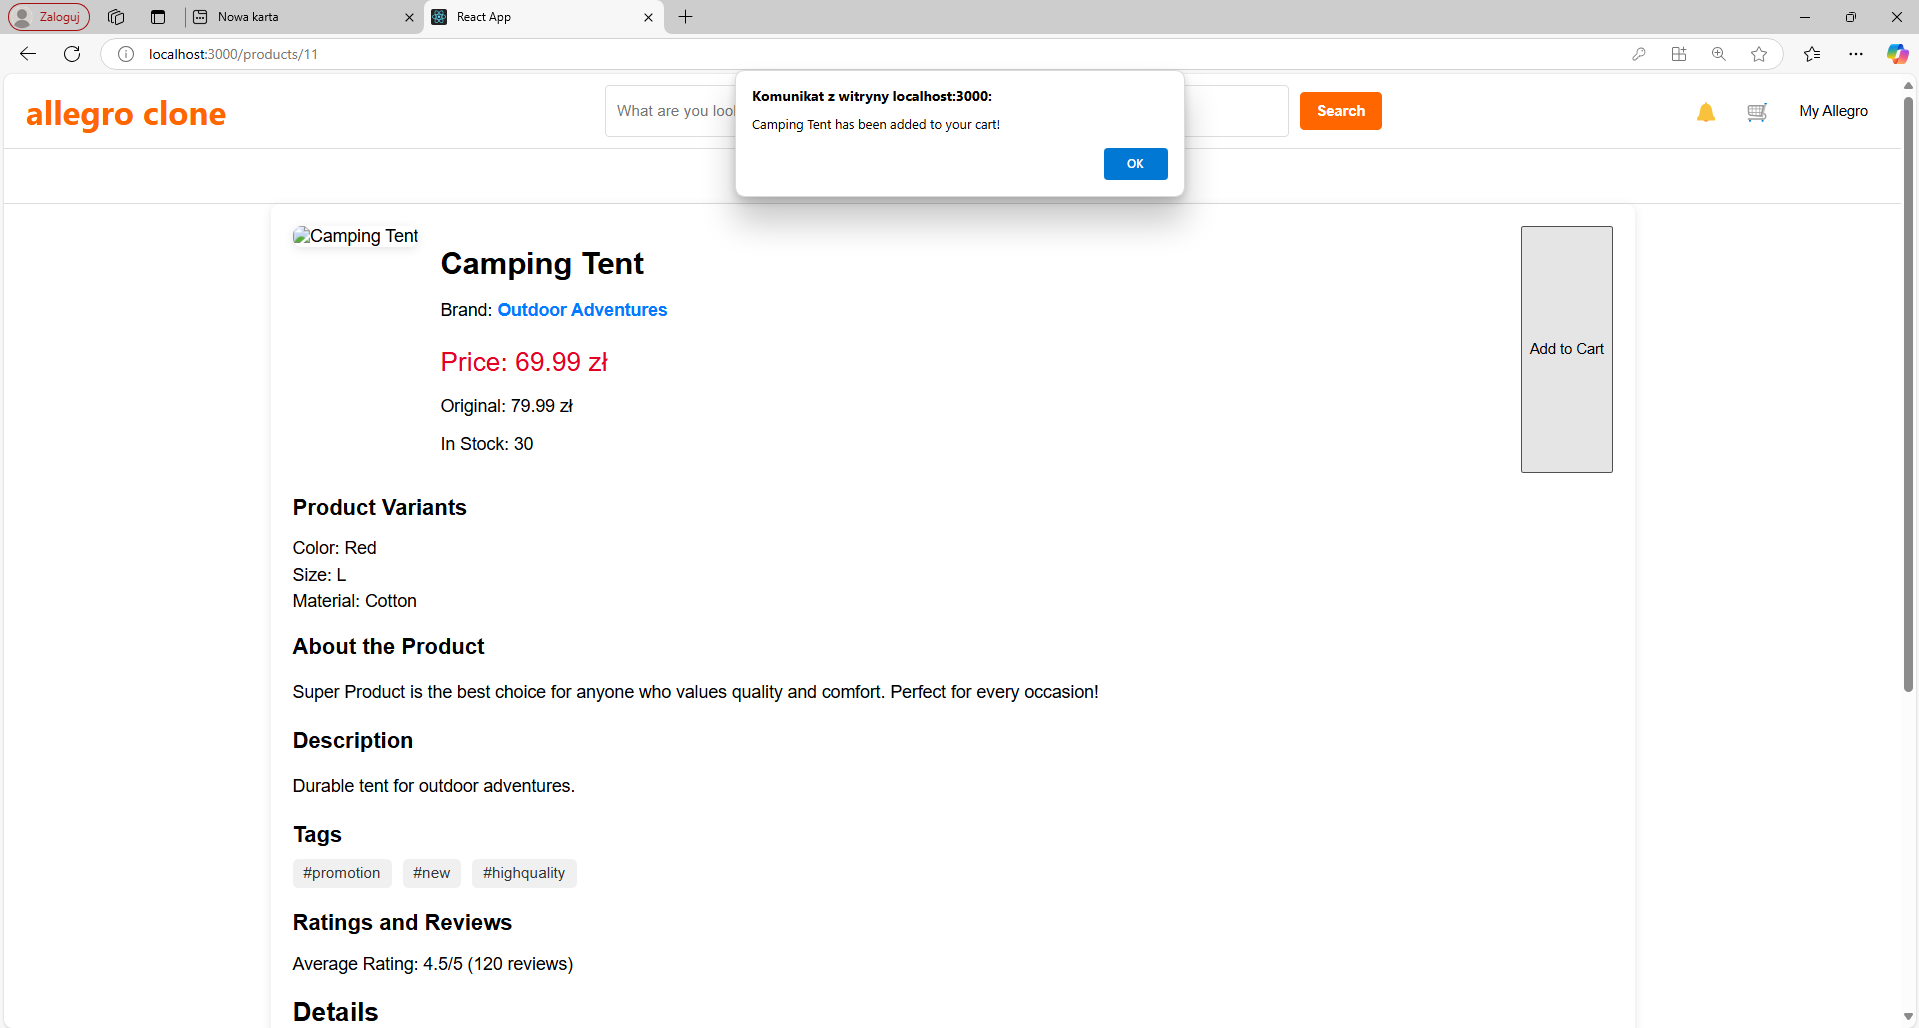 Zaloguj
Nowa karta
React App
localhost:3000/products/11
allegro clone
What are you lool
Search
My Allegro
Komunikat z witryny localhost:3000:
Camping Tent has been added to your cart!
OK
Camping Tent
Camping Tent
Brand: Outdoor Adventures
Price: 69.99 zł
Original: 79.99 zł
In Stock: 30
Add to Cart
Product Variants
Color: Red
Size: L
Material: Cotton
About the Product
Super Product is the best choice for anyone who values quality and comfort. Perfect for every occasion!
Description
Durable tent for outdoor adventures.
Tags
#promotion #new #highquality
Ratings and Reviews
Average Rating: 4.5/5 (120 reviews)
Details